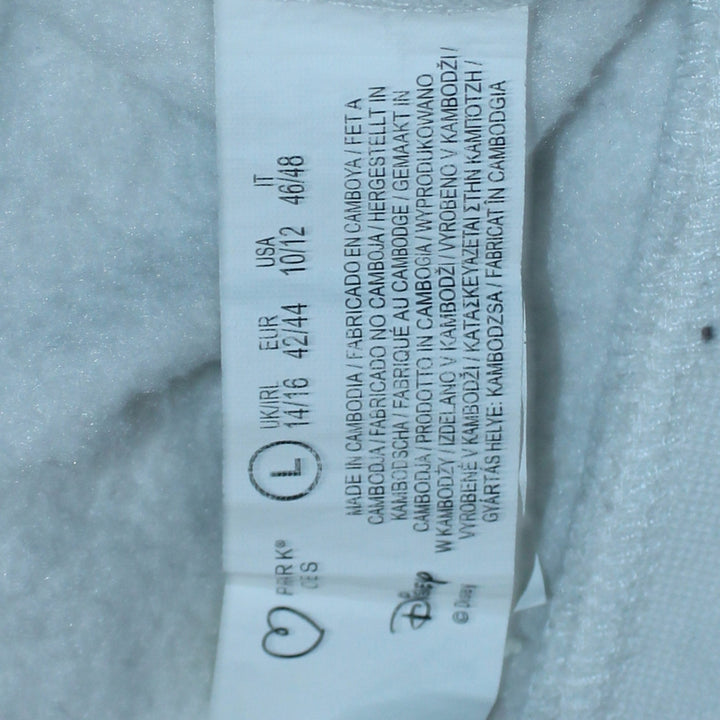 PARK®
CES
L
UK/IRL EUR USA IT
14/16 42/44 10/12 46/48
MADE IN CAMBODIA / FABRICADO EN CAMBOYA / FET A
CAMBODJA / FABRICADO NO CAMBOJA / HERGESTELLT IN
KAMBODSCHA / FABRIQUÉ AU CAMBODGE / GEMAAKT IN
CAMBODJA / PRODOTTO IN CAMBOGIA / WYPRODUKOWANO
W KAMBODŻY / IZDELANO V KAMBODŽI / VYROBENO V KAMBODŽI /
VYROBENÉ V KAMBODŽI / ΚΑΤΑΣΚΕΥΑΖΕΤΑΙ ΣΤΗΝ ΚΑΜΠΟΤΖΗ /
GYÁRTÁS HELYE: KAMBODZSA / FABRICAT ÎN CAMBODGIA